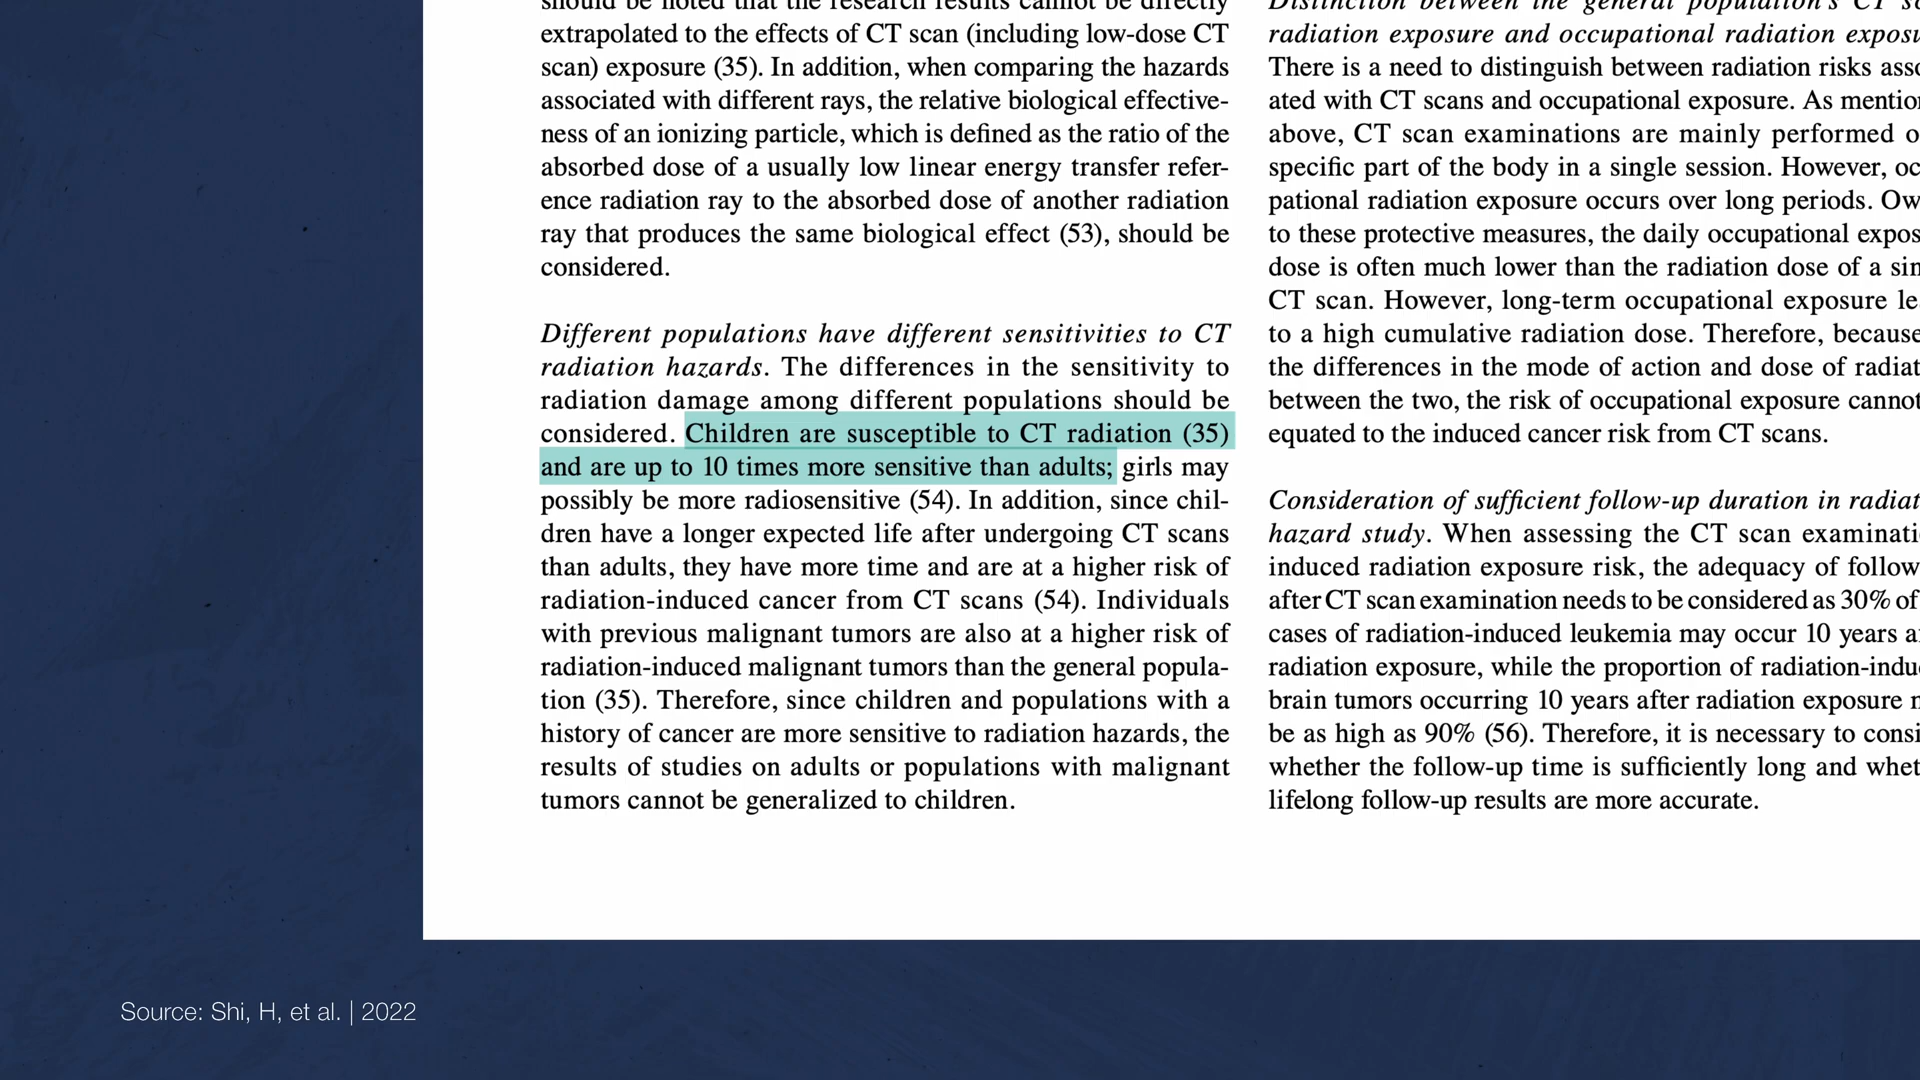 should be noted that the research results cannot be directly
extrapolated to the effects of CT scan (including low-dose CT
scan) exposure (35). In addition, when comparing the hazards
associated with different rays, the relative biological effective-
ness of an ionizing particle, which is defined as the ratio of the
absorbed dose of a usually low linear energy transfer refer-
ence radiation ray to the absorbed dose of another radiation
ray that produces the same biological effect (53), should be
considered.
Different populations have different sensitivities to CT
radiation hazards. The differences in the sensitivity to
radiation damage among different populations should be
considered. Children are susceptible to CT radiation (35)
and are up to 10 times more sensitive than adults; girls may
possibly be more radiosensitive (54). In addition, since chil-
dren have a longer expected life after undergoing CT scans
than adults, they have more time and are at a higher risk of
radiation-induced cancer from CT scans (54). Individuals
with previous malignant tumors are also at a higher risk of
radiation-induced malignant tumors than the general popula-
tion (35). Therefore, since children and populations with a
history of cancer are more sensitive to radiation hazards, the
results of studies on adults or populations with malignant
tumors cannot be generalized to children.
Distinction between the general population's CT
radiation exposure and occupational radiation
There is a need to distinguish between radiation risks
ated with CT scans and occupational exposure. As
above, CT scan examinations are mainly performed
specific part of the body in a single session. However,
pational radiation exposure occurs over long periods.
to these protective measures, the daily occupational
dose is often much lower than the radiation dose of a
CT scan. However, long-term occupational exposure
to a high cumulative radiation dose. Therefore, because
the differences in the mode of action and dose of
between the two, the risk of occupational exposure
equated to the induced cancer risk from CT scans.
Consideration of sufficient follow-up duration in
hazard study. When assessing the CT scan
induced radiation exposure risk, the adequacy of
after CT scan examination needs to be considered as 30% of
cases of radiation-induced leukemia may occur 10 years
radiation exposure, while the proportion of
brain tumors occurring 10 years after radiation exposure
be as high as 90% (56). Therefore, it is necessary to
whether the follow-up time is sufficiently long and
lifelong follow-up results are more accurate.
Source: Shi, H, et al. | 2022